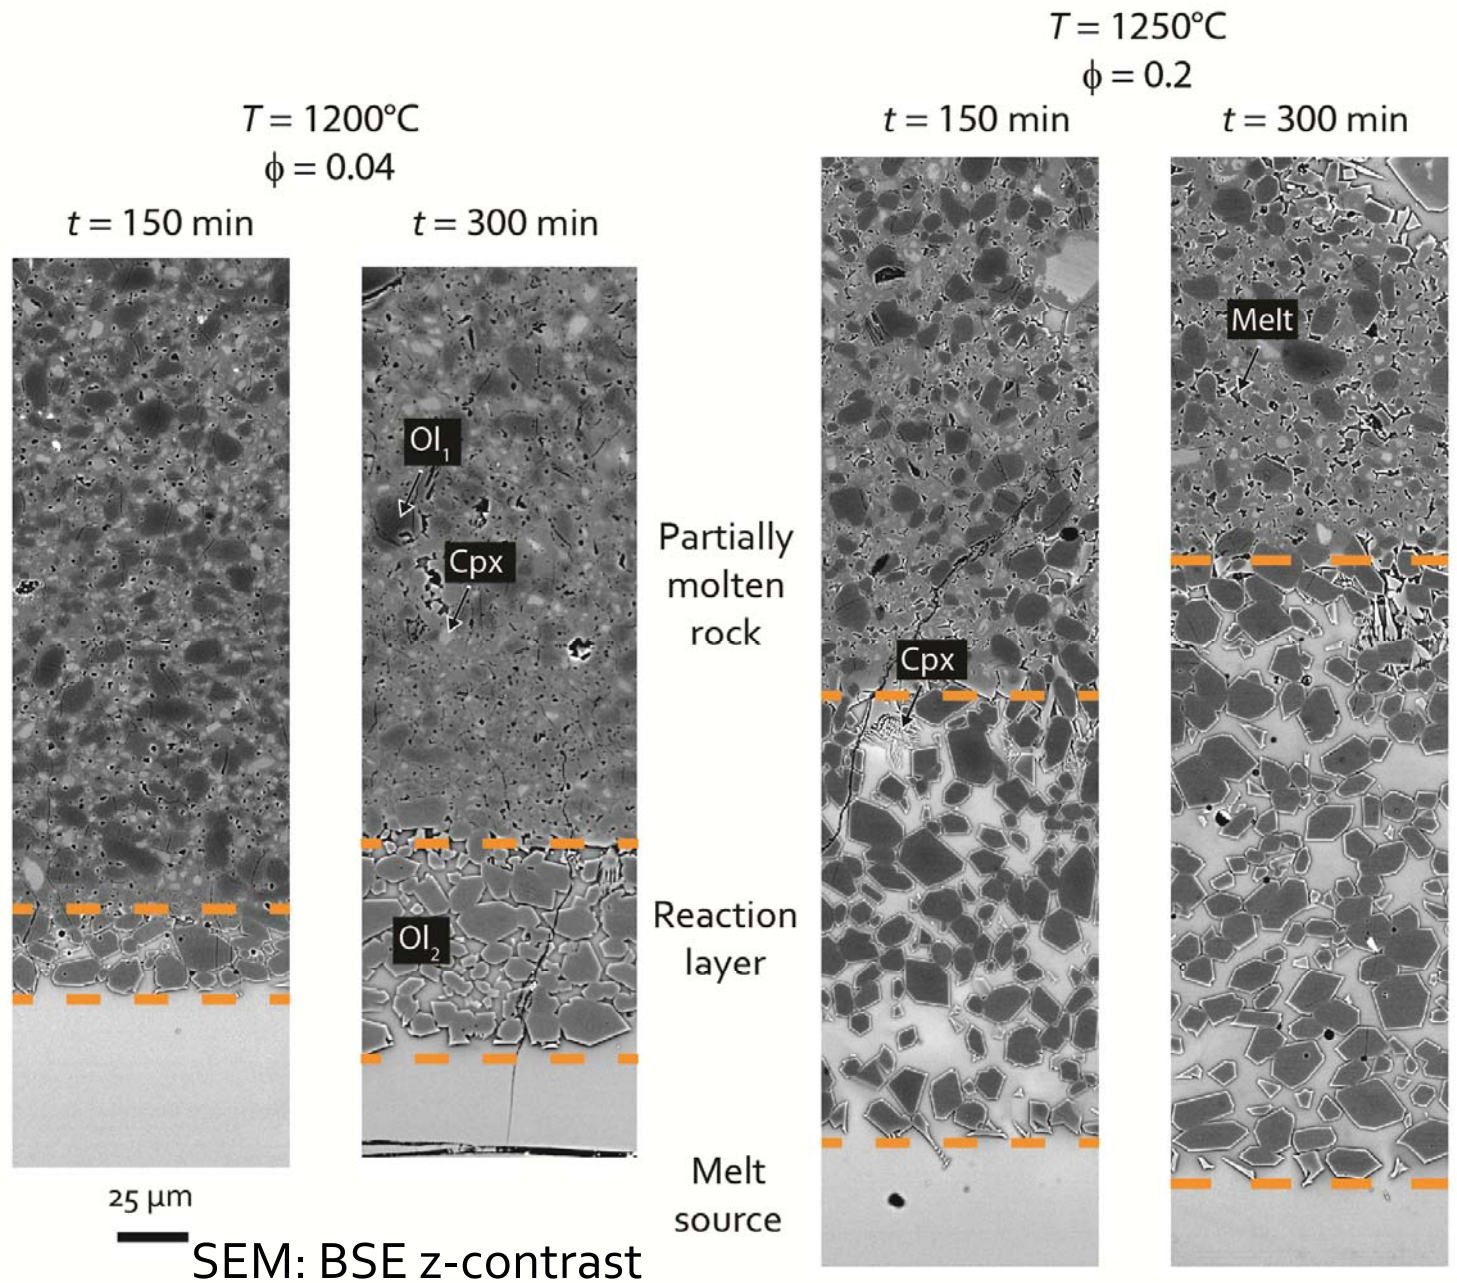 T = 1200°C
ϕ = 0.04
t = 150 min
t = 300 min
T = 1250°C
ϕ = 0.2
t = 150 min
t = 300 min
Ol₁
Cpx
Ol₂
Partially
molten
rock
Reaction
layer
Melt
source
Cpx
Melt
25 µm
SEM: BSE z-contrast